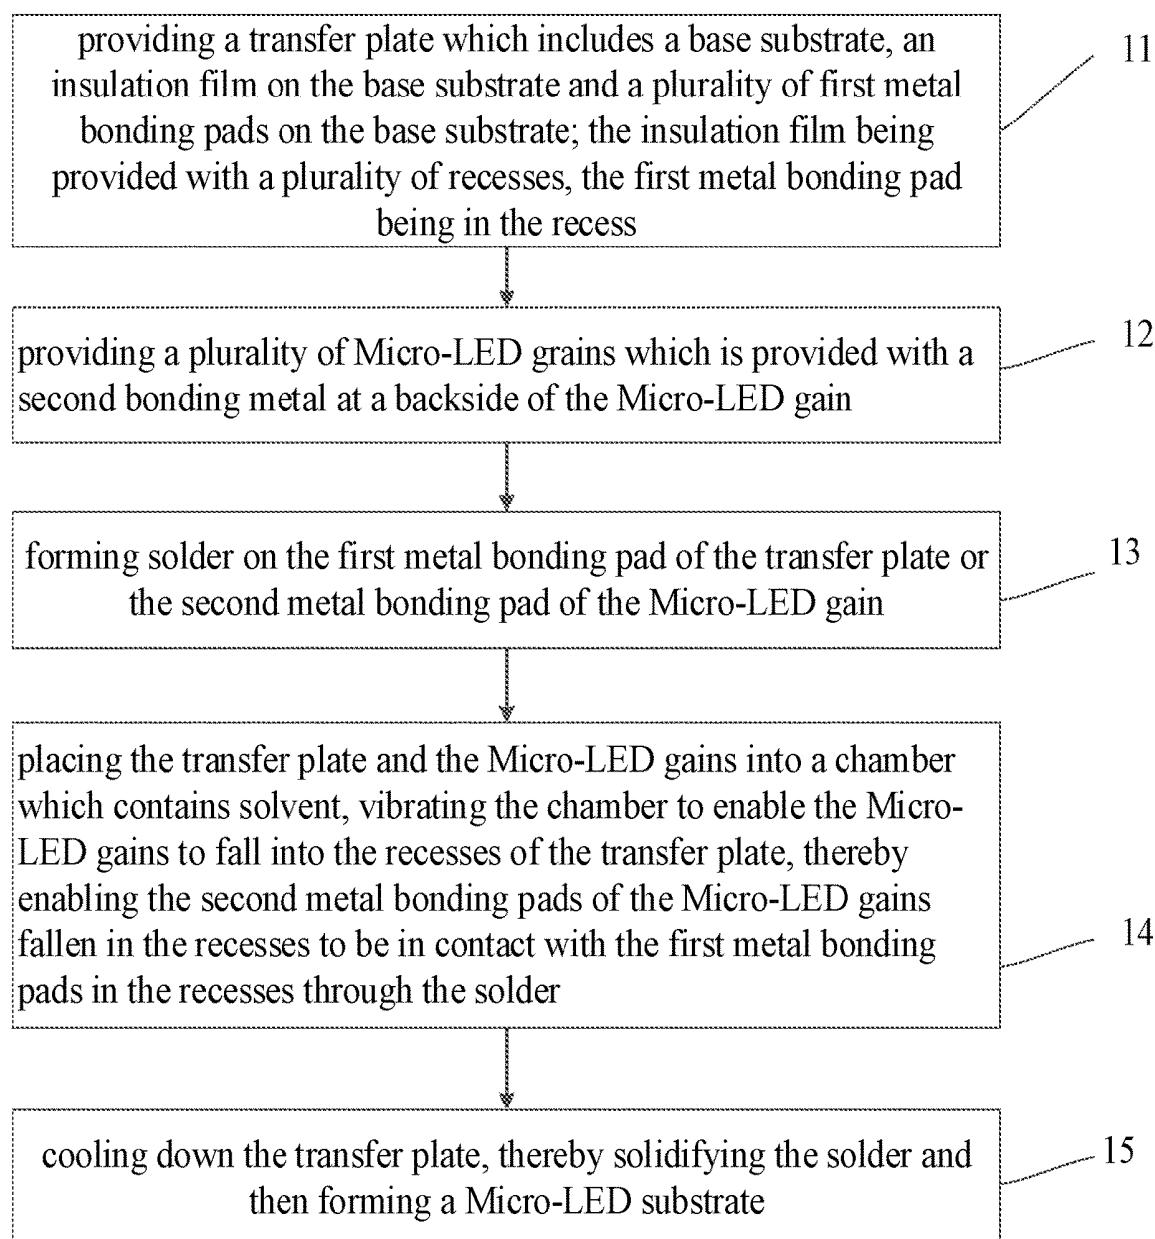 providing a transfer plate which includes a base substrate, an
insulation film on the base substrate and a plurality of first metal
bonding pads on the base substrate; the insulation film being
provided with a plurality of recesses, the first metal bonding pad
being in the recess
11
providing a plurality of Micro-LED grains which is provided with a
second bonding metal at a backside of the Micro-LED gain
12
forming solder on the first metal bonding pad of the transfer plate or
the second metal bonding pad of the Micro-LED gain
13
placing the transfer plate and the Micro-LED gains into a chamber
which contains solvent, vibrating the chamber to enable the Micro-
LED gains to fall into the recesses of the transfer plate, thereby
enabling the second metal bonding pads of the Micro-LED gains
fallen in the recesses to be in contact with the first metal bonding
pads in the recesses through the solder
14
cooling down the transfer plate, thereby solidifying the solder and
then forming a Micro-LED substrate
15